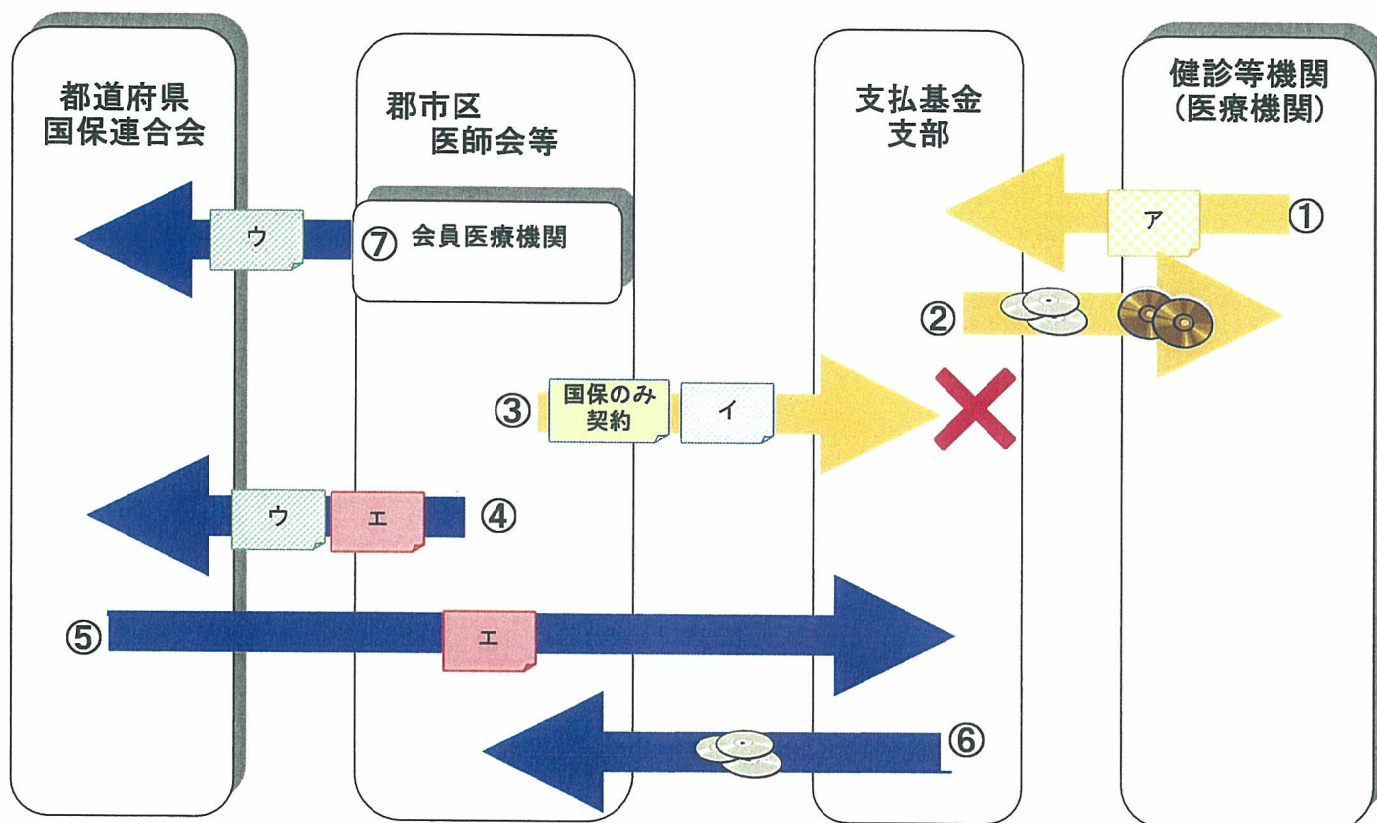 都道府県
国保連合会
郡市区
医師会等
支払基金
支部
健診等機関
(医療機関)
ウ
⑦
会員医療機関
ア
①
②
③
国保のみ
契約
イ
ウ
エ
④
⑤
エ
⑥